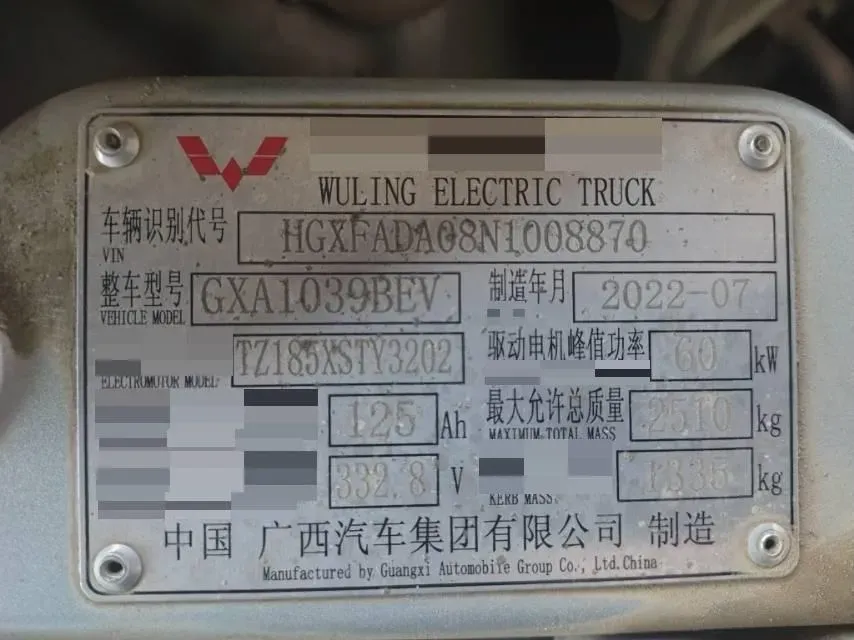 WULING ELECTRIC TRUCK
车辆识别代号 HGXFADA08N1008870
VIN
整车型号 GXA1039BEV 制造年月 2022-07
VEHICLE MODEL
TZ185XSTY3202 驱动电机峰值功率 60 kW
ELECTROMOTOR MODEL
125 Ah 最大允许总质量 2510 kg
MAXIMUM TOTAL MASS
332.8 V 1335 kg
KERB MASS
中国 广西汽车集团有限公司 制造
Manufactured by Guangxi Automobile Group Co., Ltd.China